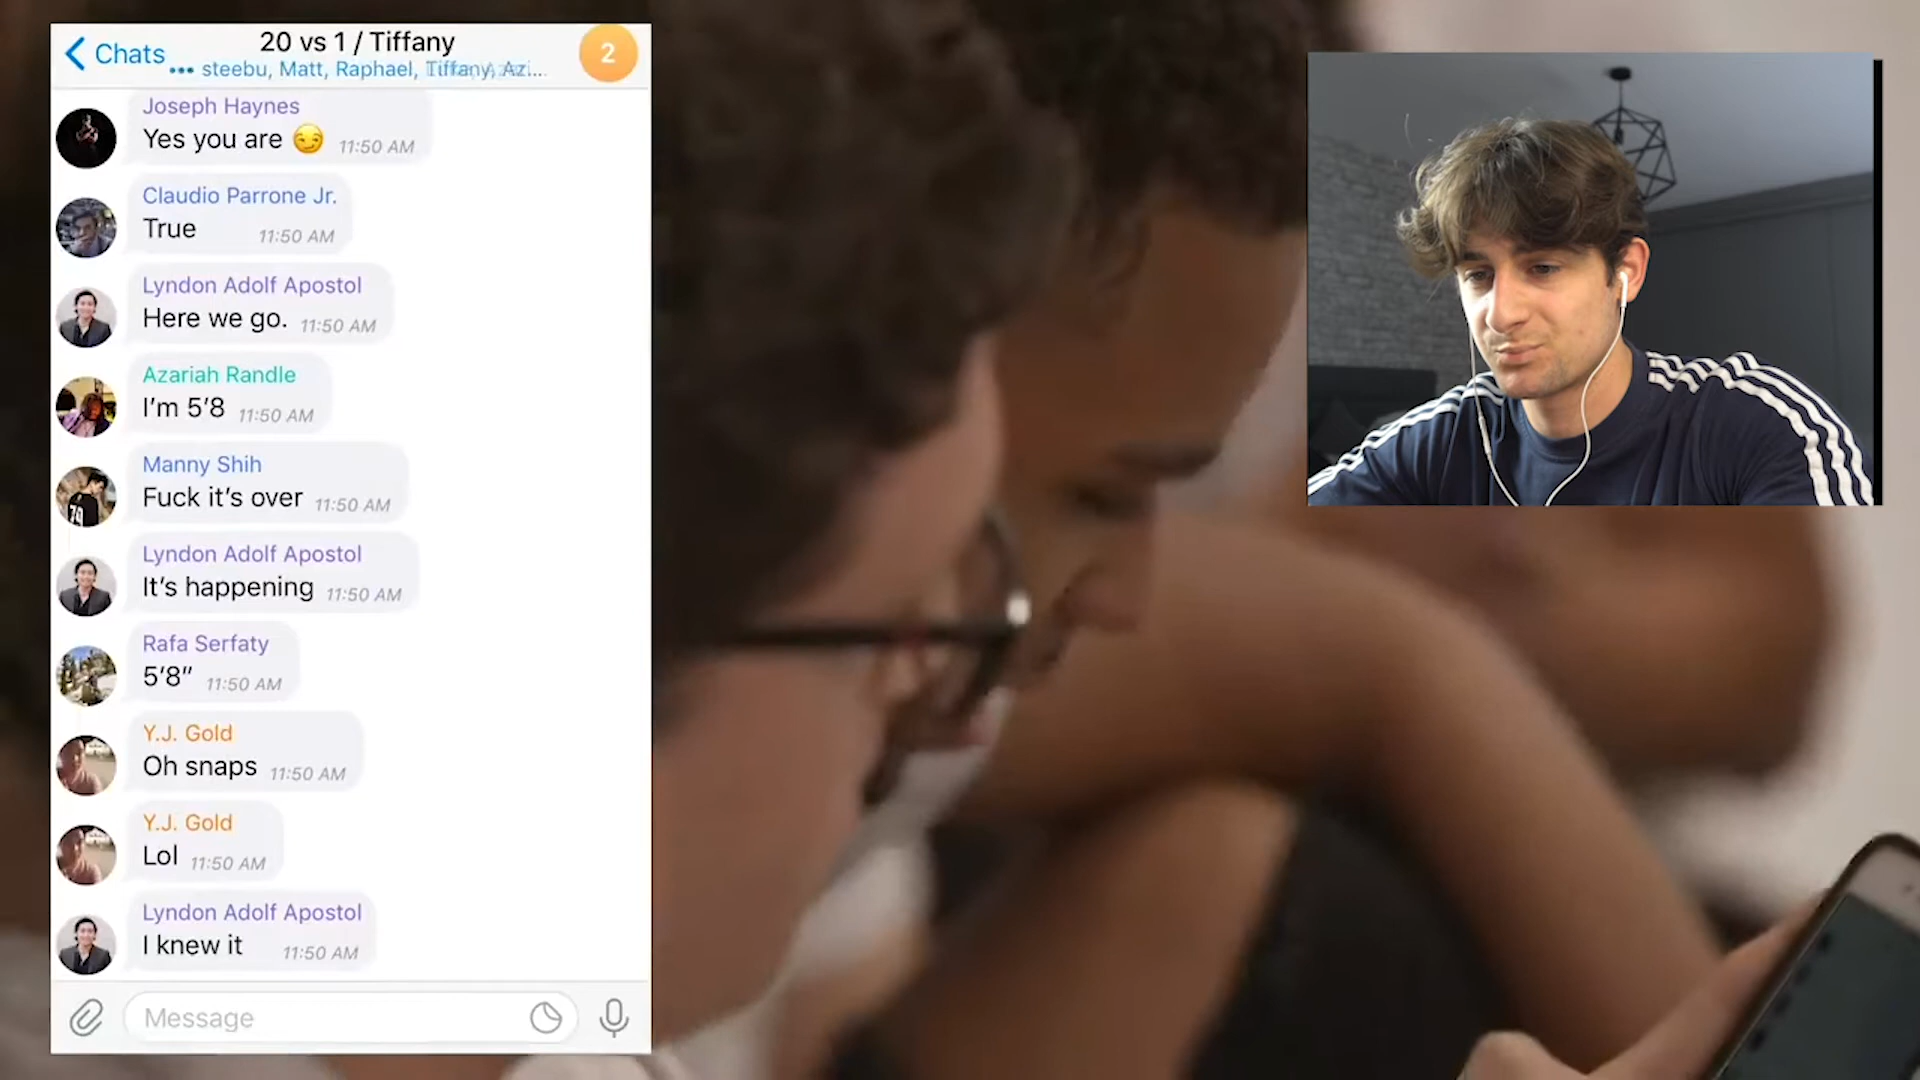 Chats
20 vs 1 / Tiffany
steebu, Matt, Raphael, Tiffany, Az...
2
Joseph Haynes
Yes you are 😏 11:50 AM
Claudio Parrone Jr.
True 11:50 AM
Lyndon Adolf Apostol
Here we go. 11:50 AM
Azariah Randle
I'm 5'8 11:50 AM
Manny Shih
Fuck it's over 11:50 AM
Lyndon Adolf Apostol
It's happening 11:50 AM
Rafa Serfaty
5'8" 11:50 AM
Y.J. Gold
Oh snaps 11:50 AM
Y.J. Gold
Lol 11:50 AM
Lyndon Adolf Apostol
I knew it 11:50 AM
Message